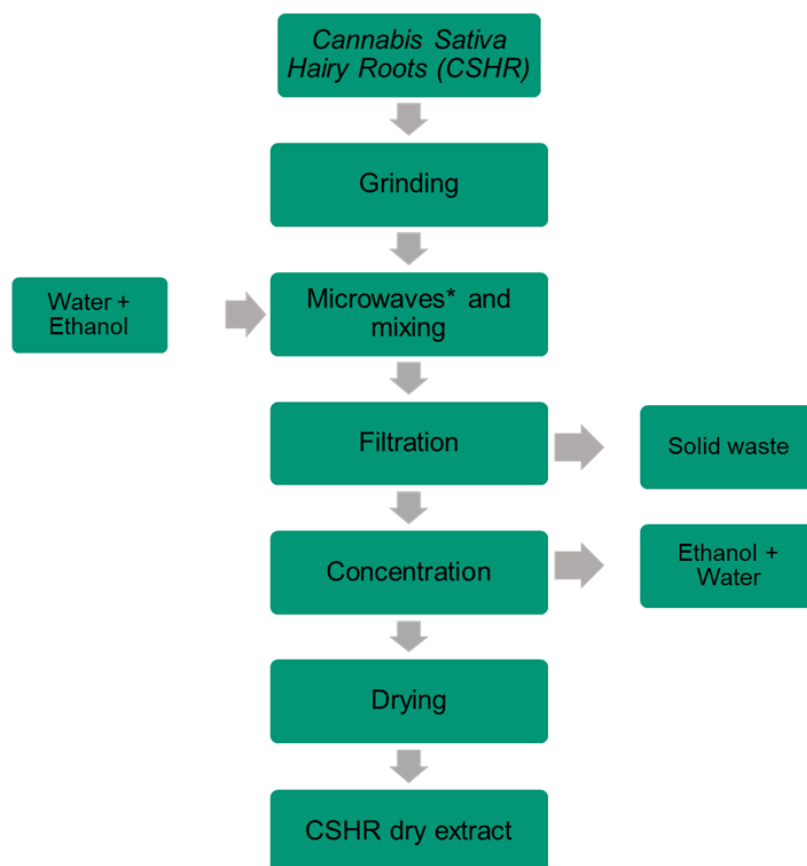 Cannabis Sativa
Hairy Roots (CSHR)
Grinding
Water +
Ethanol
Microwaves* and
mixing
Filtration
Solid waste
Concentration
Ethanol +
Water
Drying
CSHR dry extract